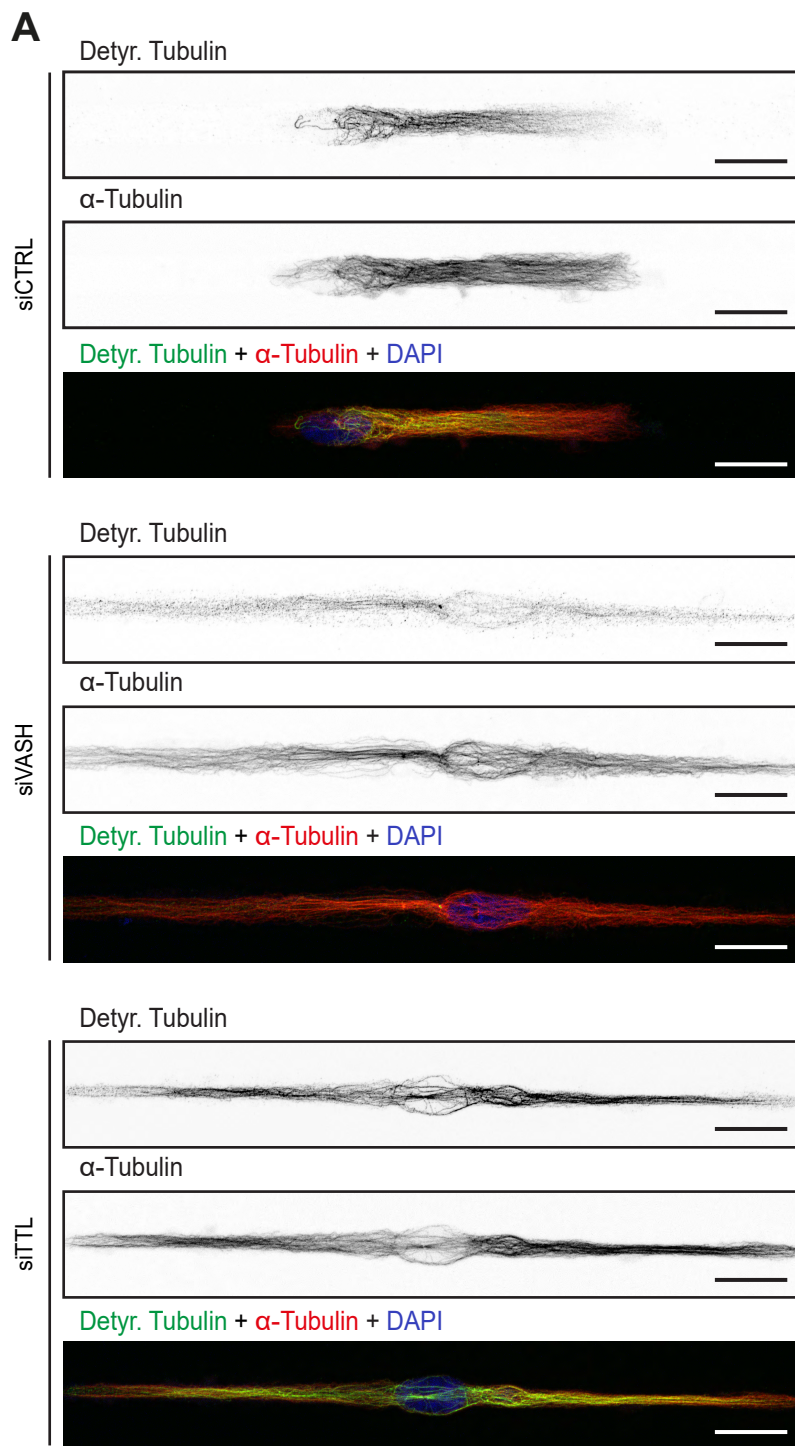 A
Detyr. Tubulin
α-Tubulin
siCTRL
Detyr. Tubulin + α-Tubulin + DAPI
Detyr. Tubulin
α-Tubulin
siVASH
Detyr. Tubulin + α-Tubulin + DAPI
Detyr. Tubulin
α-Tubulin
siTTL
Detyr. Tubulin + α-Tubulin + DAPI